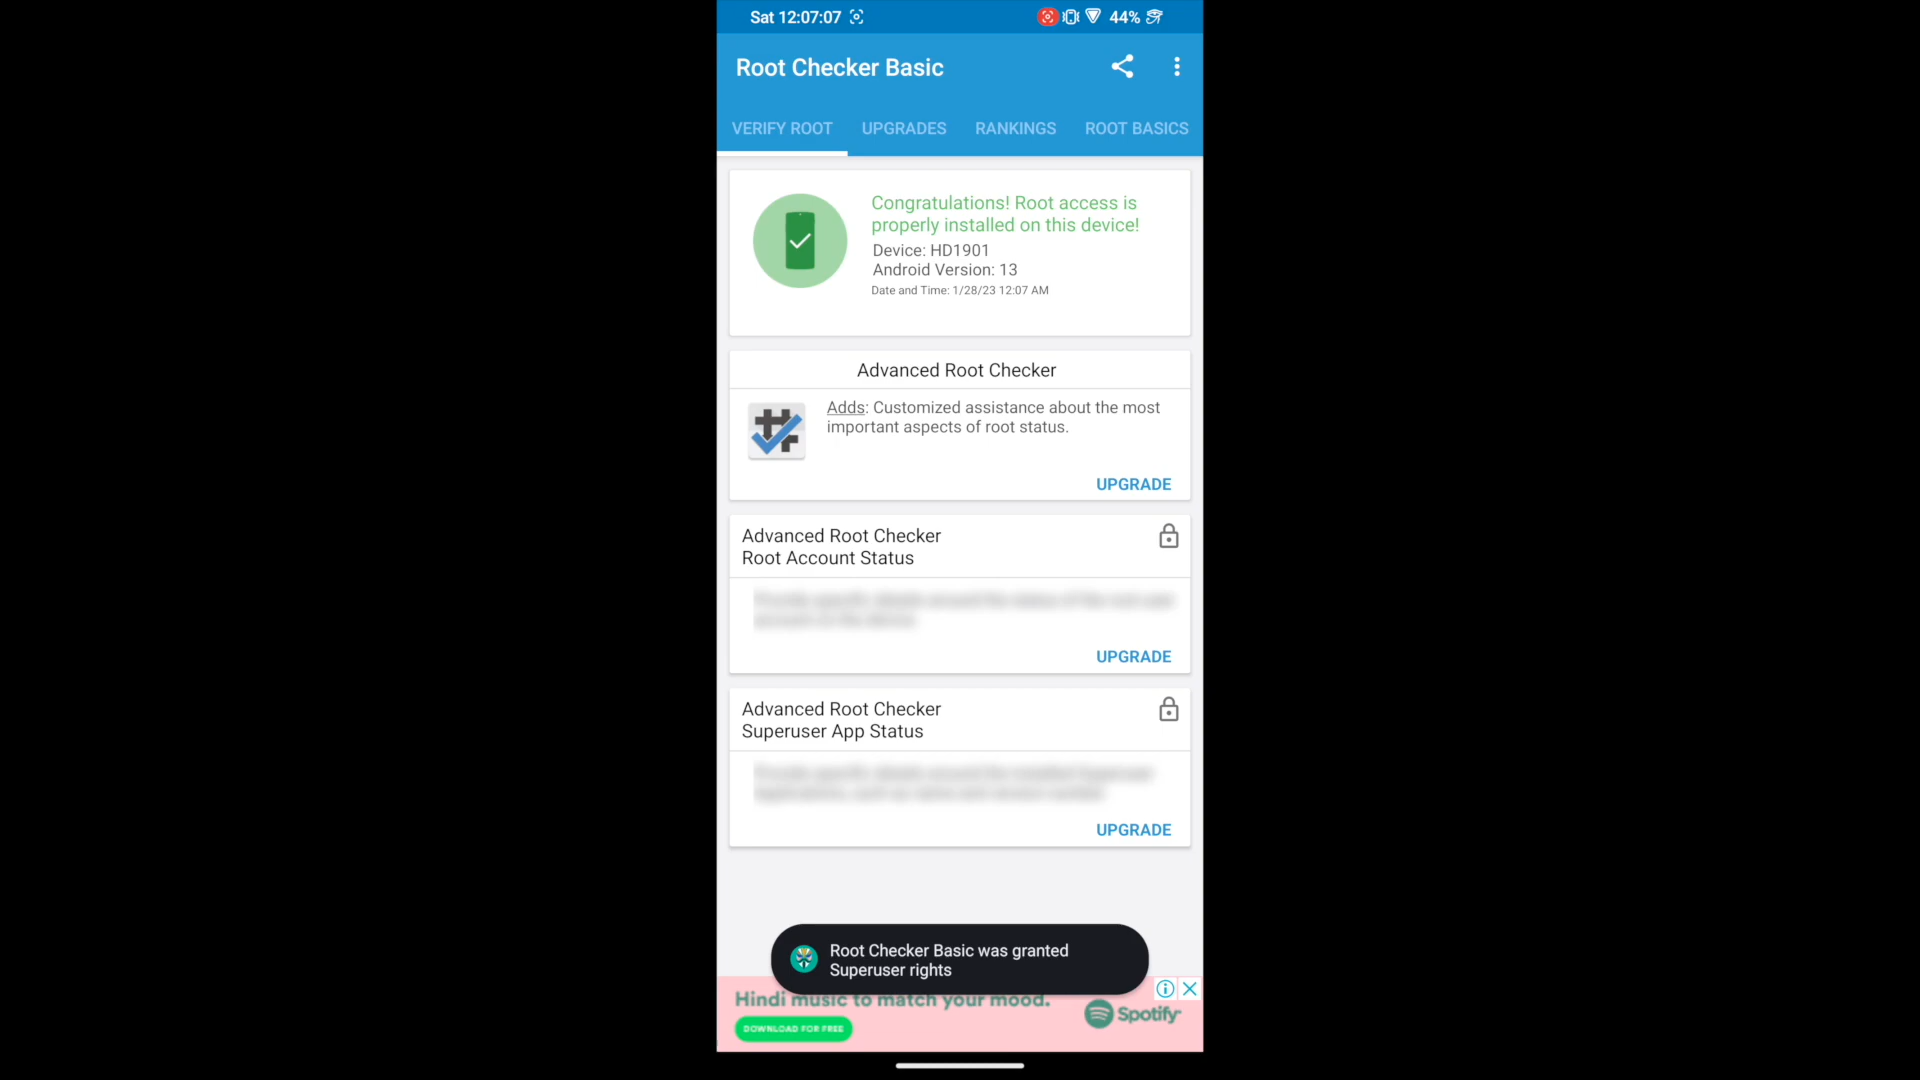 Sat 12:07:07
44%
Root Checker Basic
VERIFY ROOT
UPGRADES
RANKINGS
ROOT BASICS
Congratulations! Root access is
properly installed on this device!
Device: HD1901
Android Version: 13
Date and Time: 1/28/23 12:07 AM
Advanced Root Checker
Adds: Customized assistance about the most
important aspects of root status.
UPGRADE
Advanced Root Checker
Root Account Status
UPGRADE
Advanced Root Checker
Superuser App Status
UPGRADE
Root Checker Basic was granted
Superuser rights
Hindi music to match your mood.
DOWNLOAD FOR FREE
Spotify